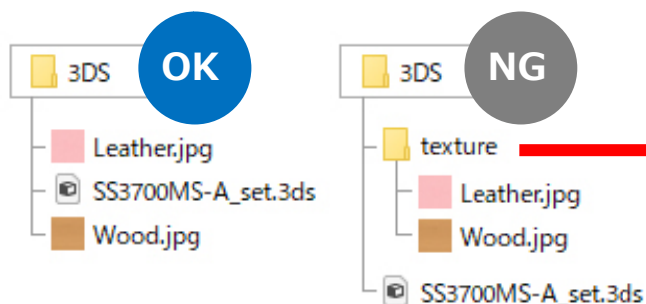 3DS
OK
Leather.jpg
SS3700MS-A_set.3ds
Wood.jpg
3DS
NG
texture
Leather.jpg
Wood.jpg
SS3700MS-A_set.3ds